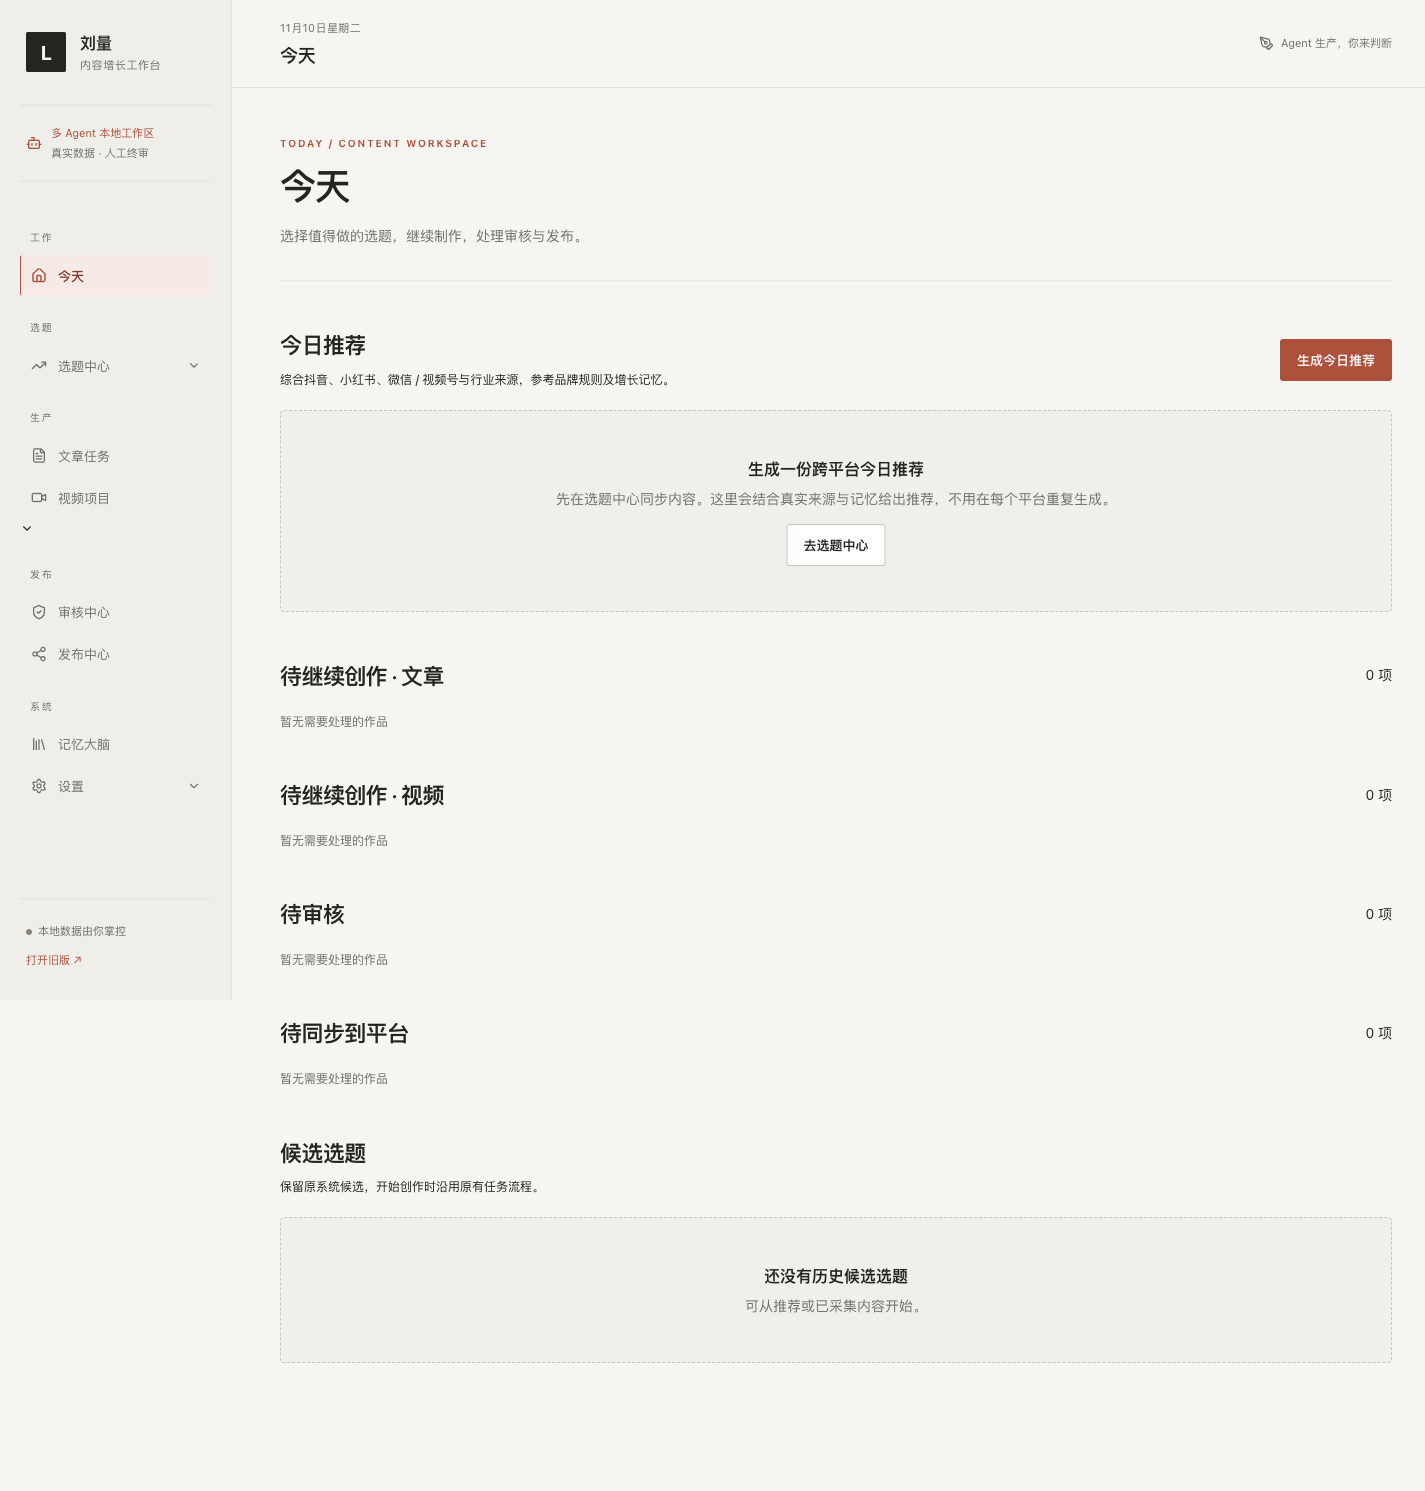 L
刘量
内容增长工作台
多 Agent 本地工作区
真实数据 · 人工终审
工作
今天
选题
选题中心
生产
文章任务
视频项目
发布
审核中心
发布中心
系统
记忆大脑
设置
本地数据由你掌控
打开旧版 ↗
11月10日星期二
今天
Agent 生产，你来判断
TODAY / CONTENT WORKSPACE
今天
选择值得做的选题，继续制作，处理审核与发布。
今日推荐
综合抖音、小红书、微信 / 视频号与行业来源，参考品牌规则及增长记忆。
生成今日推荐
生成一份跨平台今日推荐
先在选题中心同步内容。这里会结合真实来源与记忆给出推荐，不用在每个平台重复生成。
去选题中心
待继续创作 · 文章
0 项
暂无需要处理的作品
待继续创作 · 视频
0 项
暂无需要处理的作品
待审核
0 项
暂无需要处理的作品
待同步到平台
0 项
暂无需要处理的作品
候选选题
保留原系统候选，开始创作时沿用原有任务流程。
还没有历史候选选题
可从推荐或已采集内容开始。